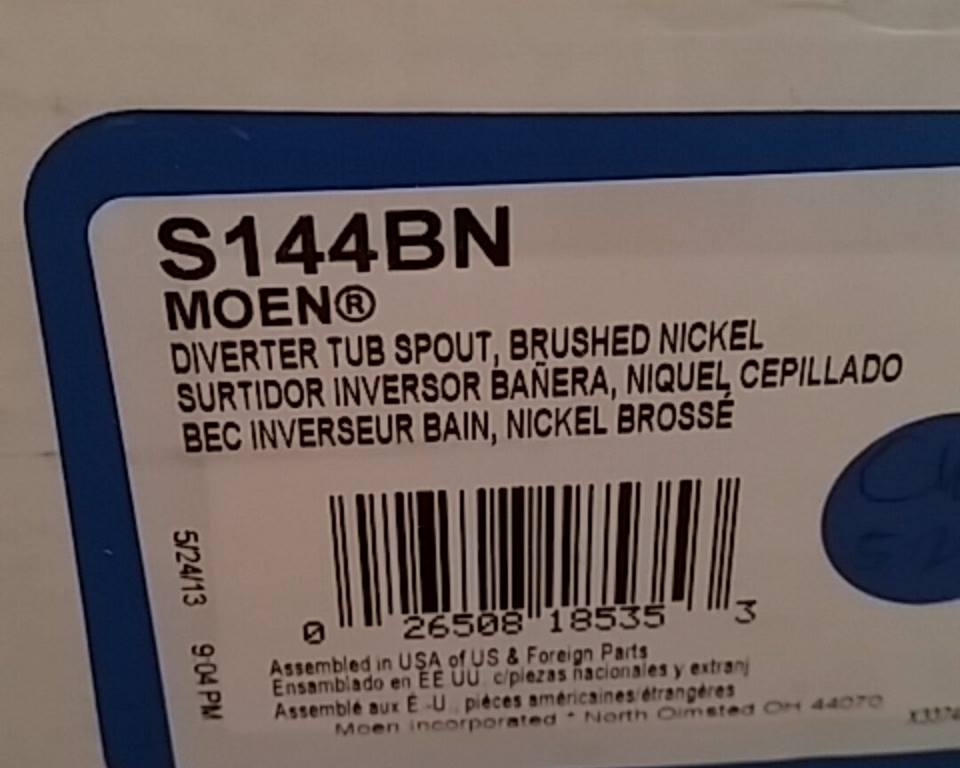 S144BN
MOEN®
DIVERTER TUB SPOUT, BRUSHED NICKEL
SURTIDOR INVERSOR BAÑERA, NIQUEL CEPILLADO
BEC INVERSEUR BAIN, NICKEL BROSSÉ
5/24/13 9:04 PM
0 26508 18535 3
Assembled in USA of US & Foreign Parts
Ensamblado en EE UU. c/piezas nacionales y extranj
Assemblé aux É.-U., pièces américaines/étrangères
Moen Incorporated * North Olmsted OH 44070